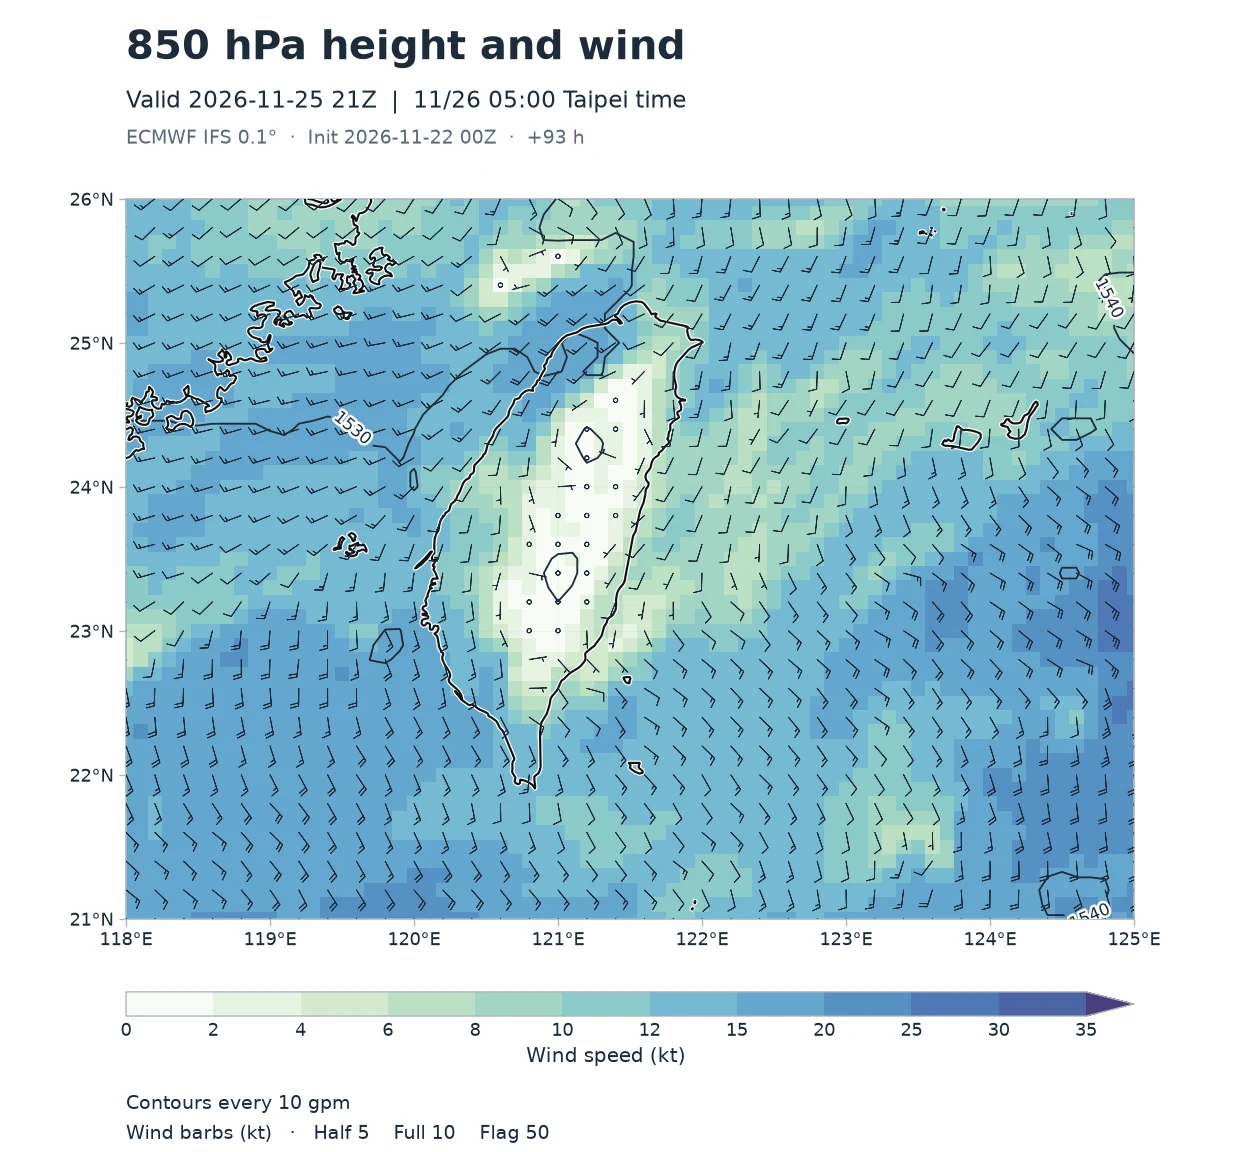 850 hPa height and wind
Valid 2026-11-25 21Z | 11/26 05:00 Taipei time
ECMWF IFS 0.1° · Init 2026-11-22 00Z · +93 h
26°N
25°N
24°N
23°N
22°N
21°N
1540
1530
1540
118°E 119°E 120°E 121°E 122°E 123°E 124°E 125°E
0 2 4 6 8 10 12 15 20 25 30 35
Wind speed (kt)
Contours every 10 gpm
Wind barbs (kt) · Half 5 Full 10 Flag 50